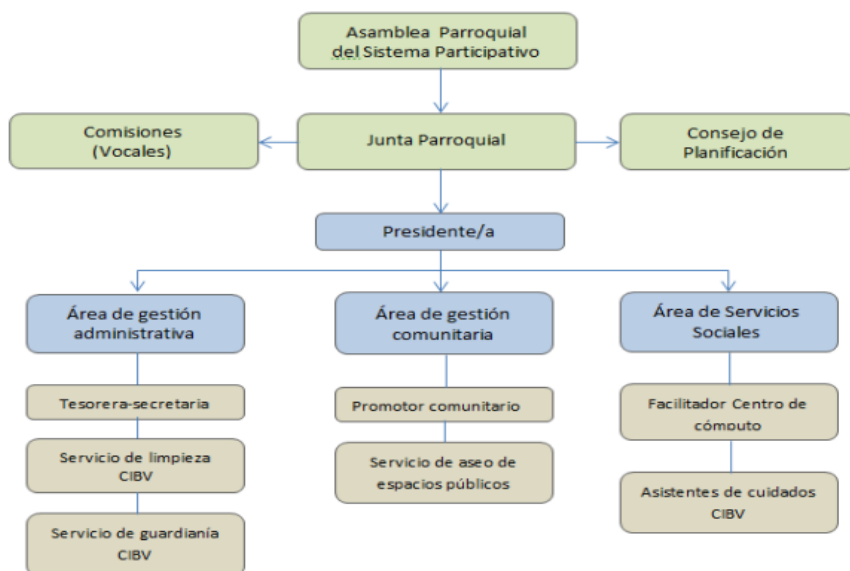 Asamblea Parroquial
del Sistema Participativo
Comisiones
(Vocales)
Junta Parroquial
Consejo de
Planificación
Presidente/a
Área de gestión
administrativa
Área de gestión
comunitaria
Área de Servicios
Sociales
Tesorera-secretaria
Promotor comunitario
Facilitador Centro de
cómputo
Servicio de limpieza
CIBV
Servicio de aseo de
espacios públicos
Asistentes de cuidados
CIBV
Servicio de guardianía
CIBV